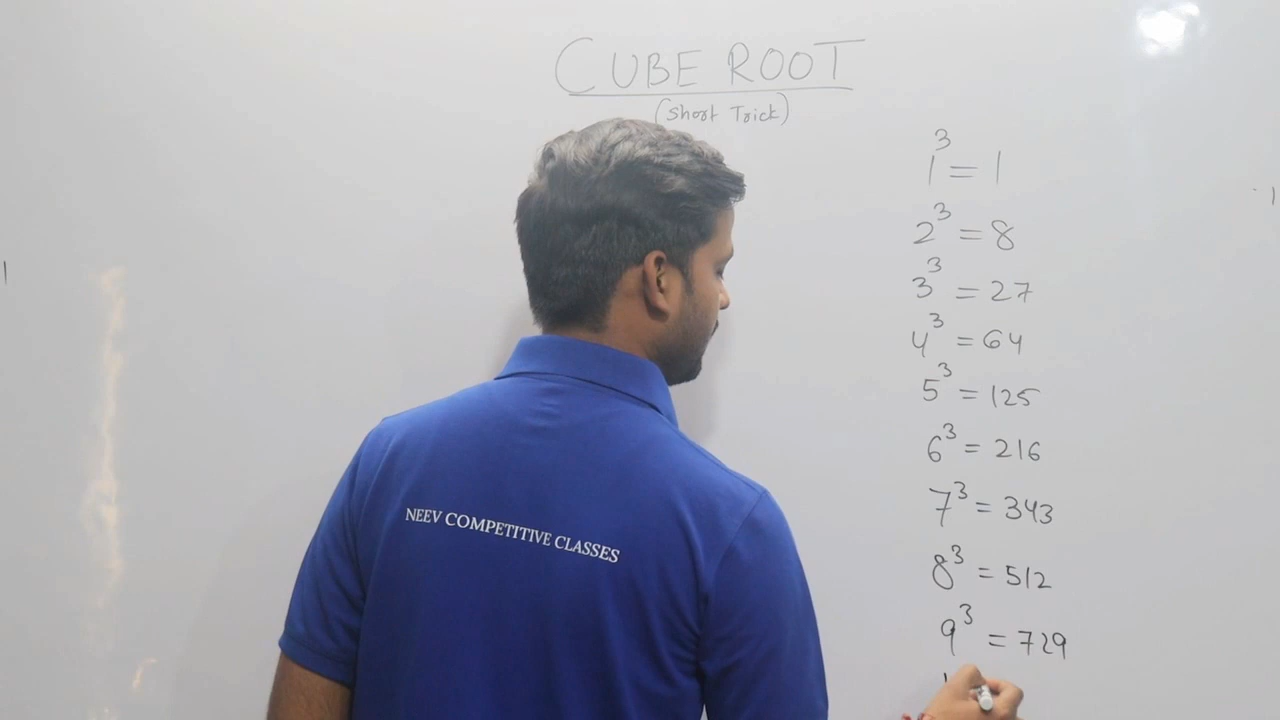 CUBE ROOT
(Short Trick)
1³ = 1
2³ = 8
3³ = 27
4³ = 64
5³ = 125
6³ = 216
7³ = 343
8³ = 512
9³ = 729
NEEV COMPETITIVE CLASSES